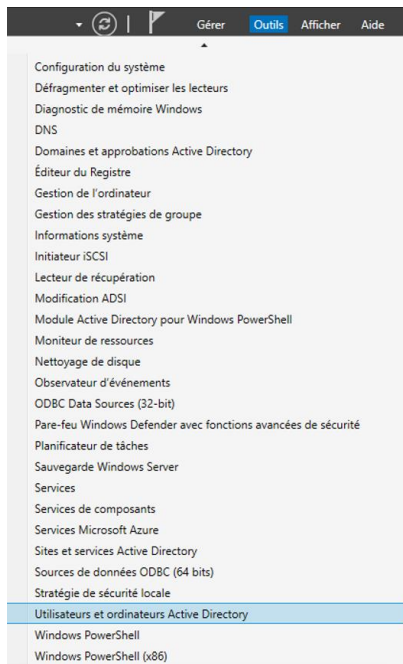 Gérer Outils Afficher Aide
Configuration du système
Défragmenter et optimiser les lecteurs
Diagnostic de mémoire Windows
DNS
Domaines et approbations Active Directory
Éditeur du Registre
Gestion de l'ordinateur
Gestion des stratégies de groupe
Informations système
Initiateur iSCSI
Lecteur de récupération
Modification ADSI
Module Active Directory pour Windows PowerShell
Moniteur de ressources
Nettoyage de disque
Observateur d'événements
ODBC Data Sources (32-bit)
Pare-feu Windows Defender avec fonctions avancées de sécurité
Planificateur de tâches
Sauvegarde Windows Server
Services
Services de composants
Services Microsoft Azure
Sites et services Active Directory
Sources de données ODBC (64 bits)
Stratégie de sécurité locale
Utilisateurs et ordinateurs Active Directory
Windows PowerShell
Windows PowerShell (x86)